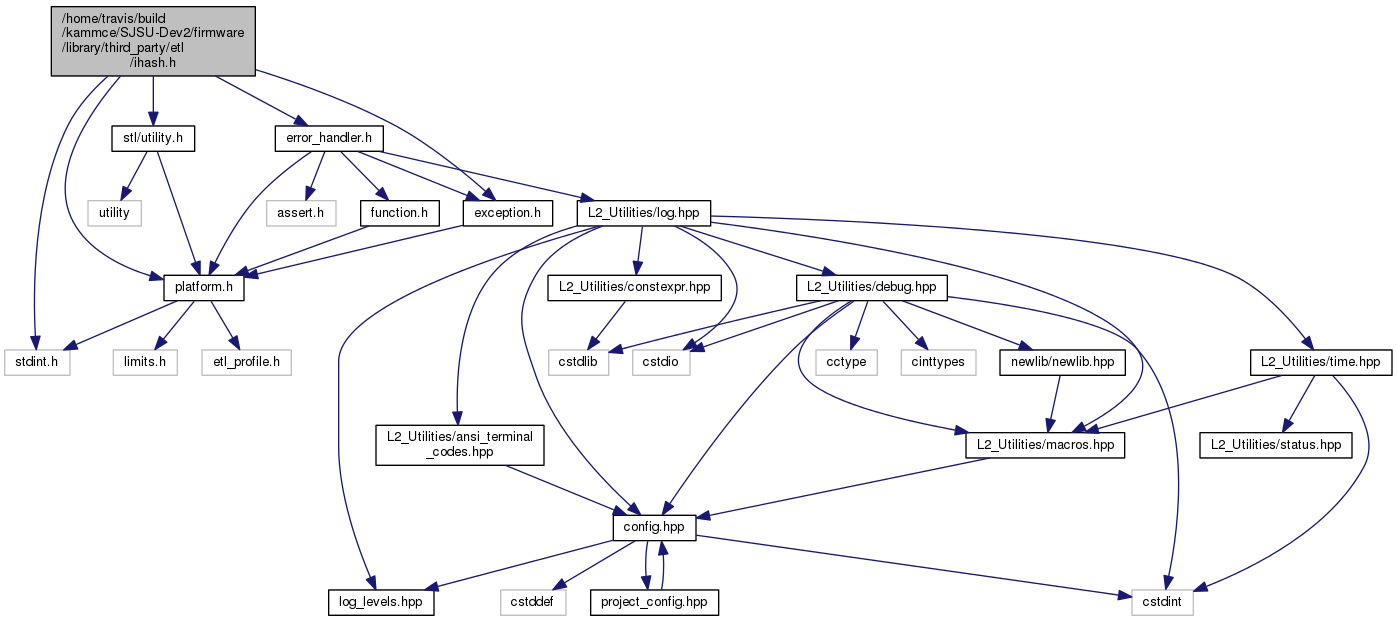 /home/travis/build
/kammce/SJSU-Dev2/firmware
/library/third_party/etl
/ihash.h
stl/utility.h
error_handler.h
utility
assert.h
function.h
exception.h
L2_Utilities/log.hpp
platform.h
L2_Utilities/constexpr.hpp
L2_Utilities/debug.hpp
stdint.h
limits.h
etl_profile.h
cstdlib
cstdio
cctype
cinttypes
newlib/newlib.hpp
L2_Utilities/time.hpp
L2_Utilities/ansi_terminal
_codes.hpp
L2_Utilities/macros.hpp
L2_Utilities/status.hpp
config.hpp
log_levels.hpp
cstddef
project_config.hpp
cstdint